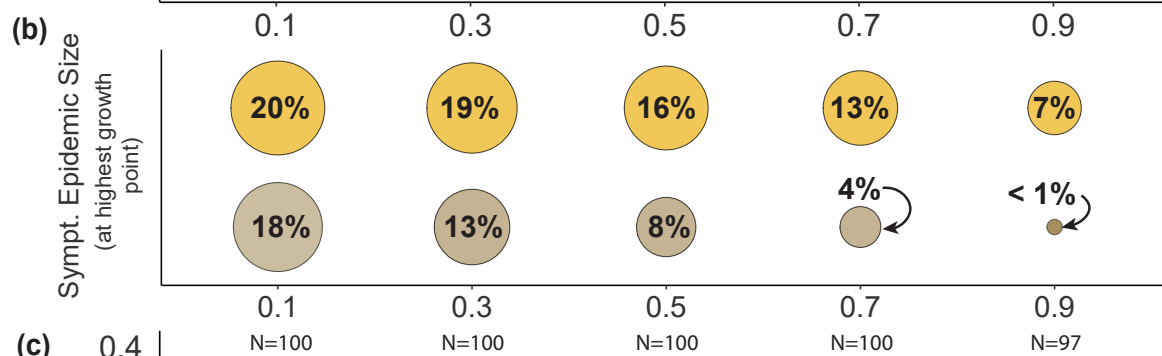 (b)
0.1 0.3 0.5 0.7 0.9
Sympt. Epidemic Size
(at highest growth
point)
20% 19% 16% 13% 7%
18% 13% 8% 4% < 1%
0.1 0.3 0.5 0.7 0.9
(c)
0.4
N=100 N=100 N=100 N=100 N=97